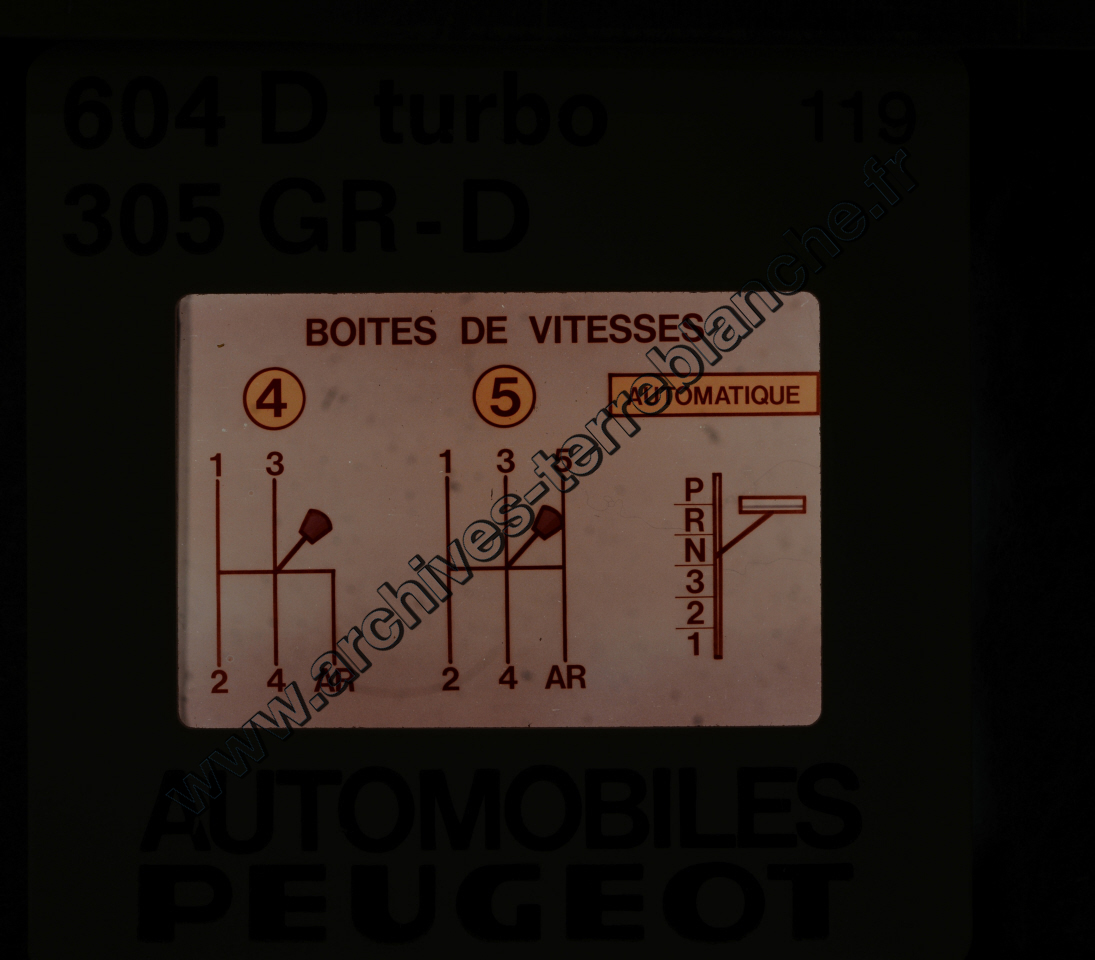 604 D turbo 119
305 GR-D
BOITES DE VITESSES
4 5 AUTOMATIQUE
1 3 1 3 5
P
R
N
3
2
1
2 4 AR 2 4 AR
AUTOMOBILES
PEUGEOT
www.archives-terreblanche.fr